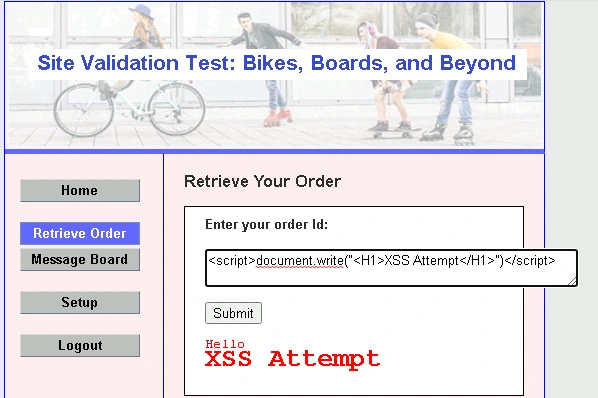 Site Validation Test: Bikes, Boards, and Beyond
Home
Retrieve Order
Message Board
Setup
Logout
Retrieve Your Order
Enter your order Id:
<script>document.write("<H1>XSS Attempt</H1>")</script>
Submit
Hello
XSS Attempt